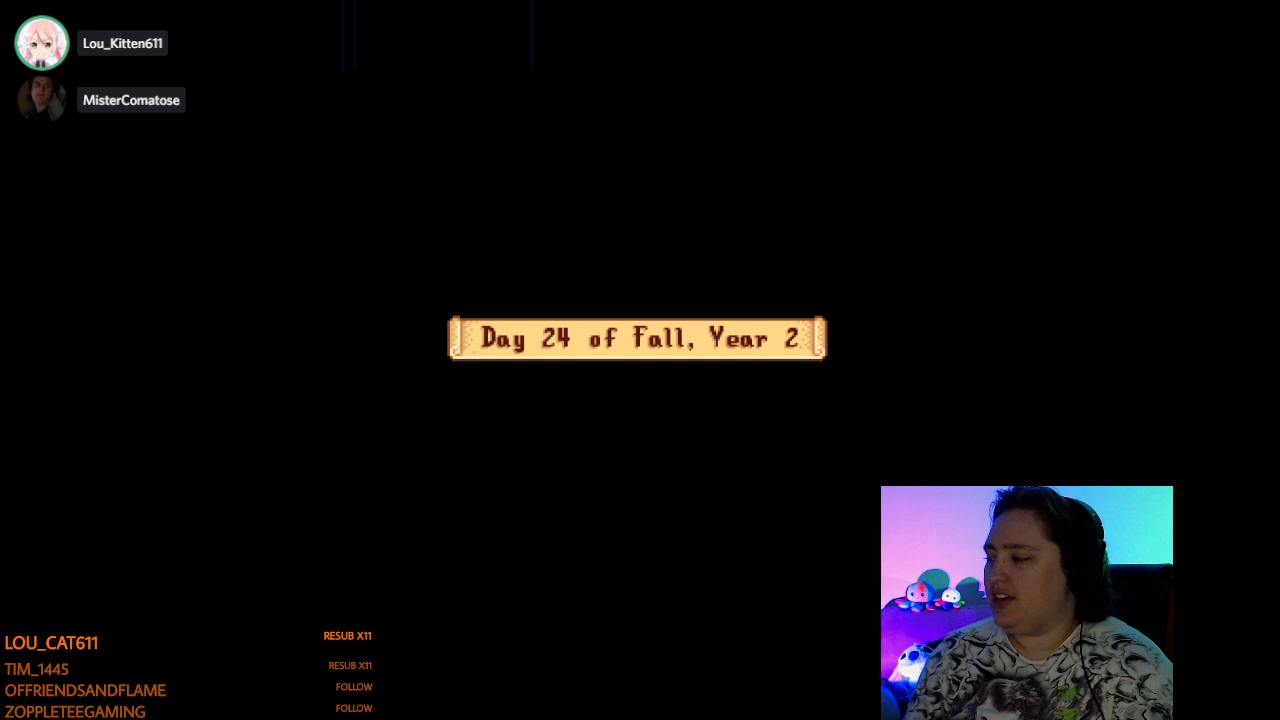 Lou_Kitten611
MisterComatose
Day 24 of Fall, Year 2
LOU_CAT611 RESUB X11
TIM_1445 RESUB X11
OFFRIENDSANDFLAME FOLLOW
ZOPPLETEEGAMING FOLLOW